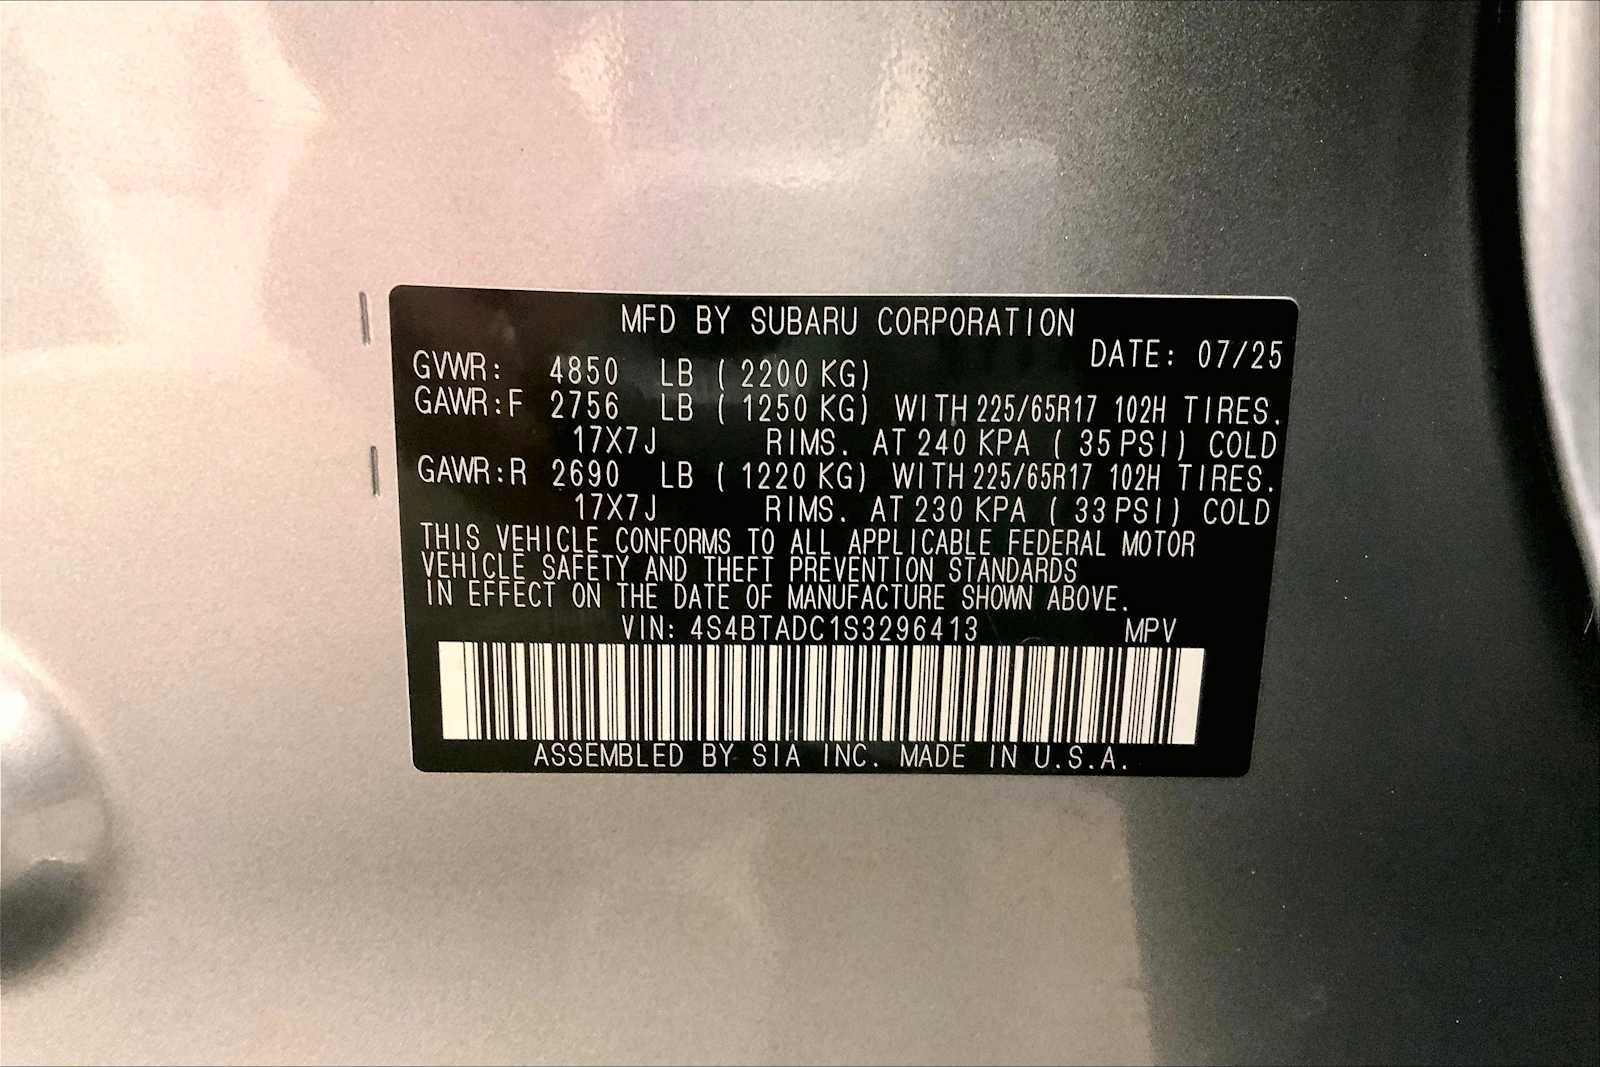 MFD BY SUBARU CORPORATION
DATE: 07/25
GVWR: 4850 LB ( 2200 KG)
GAWR:F 2756 LB ( 1250 KG) WITH 225/65R17 102H TIRES.
17X7J RIMS. AT 240 KPA ( 35 PSI) COLD
GAWR:R 2690 LB ( 1220 KG) WITH 225/65R17 102H TIRES.
17X7J RIMS. AT 230 KPA ( 33 PSI) COLD
THIS VEHICLE CONFORMS TO ALL APPLICABLE FEDERAL MOTOR
VEHICLE SAFETY AND THEFT PREVENTION STANDARDS
IN EFFECT ON THE DATE OF MANUFACTURE SHOWN ABOVE.
VIN: 4S4BTADC1S3296413 MPV
ASSEMBLED BY SIA INC. MADE IN U.S.A.